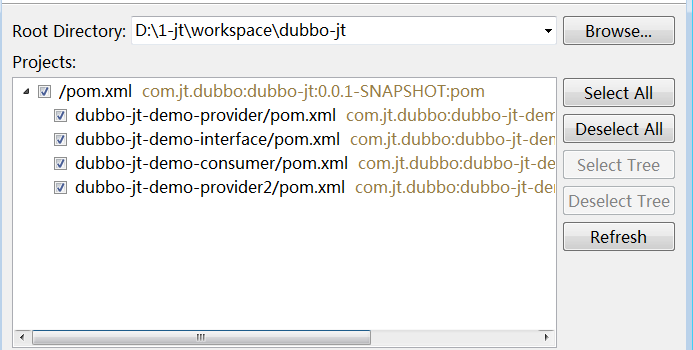 Root Directory: D:\1-jt\workspace\dubbo-jt Browse...
Projects:
/pom.xml com.jt.dubbo:dubbo-jt:0.0.1-SNAPSHOT:pom
dubbo-jt-demo-provider/pom.xml com.jt.dubbo:dubbo-jt-dem
dubbo-jt-demo-interface/pom.xml com.jt.dubbo:dubbo-jt-de
dubbo-jt-demo-consumer/pom.xml com.jt.dubbo:dubbo-jt-de
dubbo-jt-demo-provider2/pom.xml com.jt.dubbo:dubbo-jt-de
Select All
Deselect All
Select Tree
Deselect Tree
Refresh